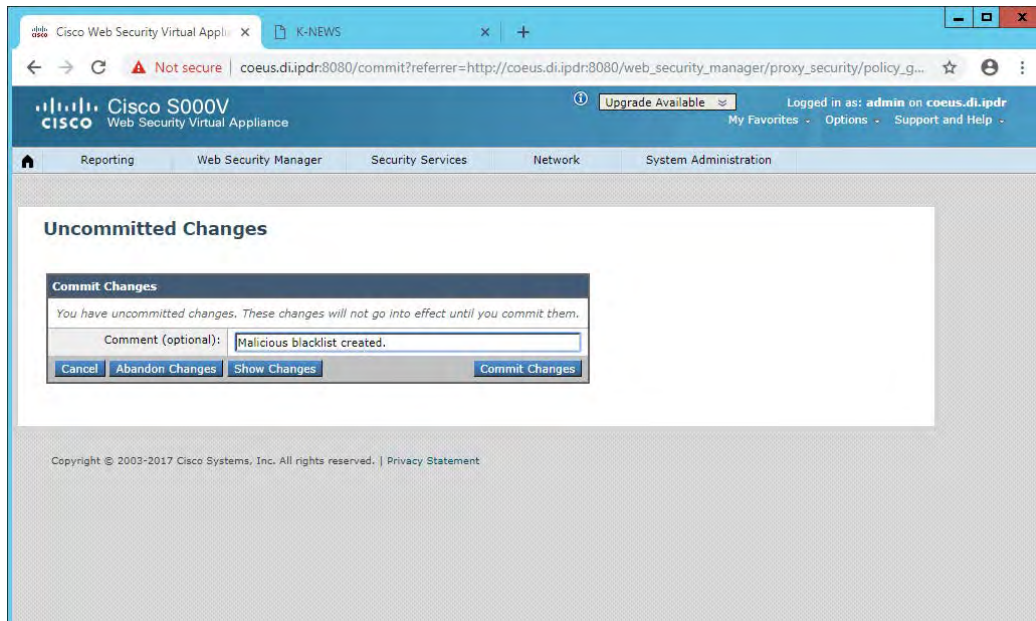 Cisco Web Security Virtual Appli
K-NEWS
Not secure | coeus.di.ipdr:8080/commit?referrer=http://coeus.di.ipdr:8080/web_security_manager/proxy_security/policy_g...
CISCO
Cisco S000V
Web Security Virtual Appliance
Upgrade Available
Logged in as: admin on coeus.di.ipdr
My Favorites Options Support and Help
Reporting Web Security Manager Security Services Network System Administration
Uncommitted Changes
Commit Changes
You have uncommitted changes. These changes will not go into effect until you commit them.
Comment (optional): Malicious blacklist created.
Cancel Abandon Changes Show Changes Commit Changes
Copyright © 2003-2017 Cisco Systems, Inc. All rights reserved. | Privacy Statement